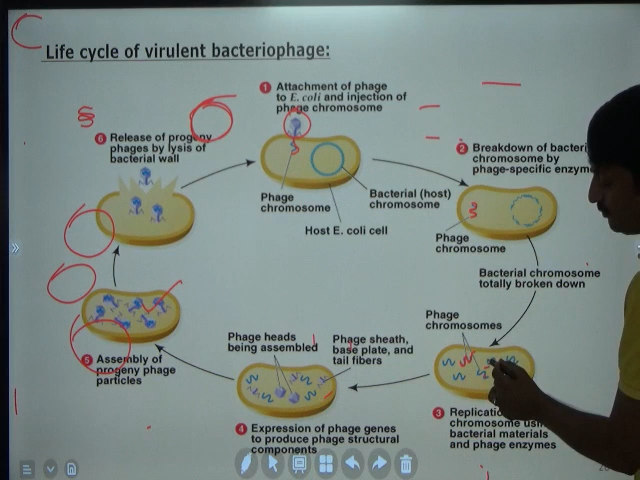 Life cycle of virulent bacteriophage:
1 Attachment of phage
to E. coli and injection of
phage chromosome
2 Breakdown of bacteri
chromosome by
phage-specific enzym
6 Release of progeny
phages by lysis of
bacterial wall
Phage
chromosome
Bacterial (host)
chromosome
Host E. coli cell
Phage
chromosome
Bacterial chromosome
totally broken down
Phage
chromosomes
Phage heads
being assembled
Phage sheath,
base plate, and
tail fibers
5 Assembly of
progeny phage
particles
4 Expression of phage genes
to produce phage structural
components
3 Replicatio
chromosome usi
bacterial materials
and phage enzymes